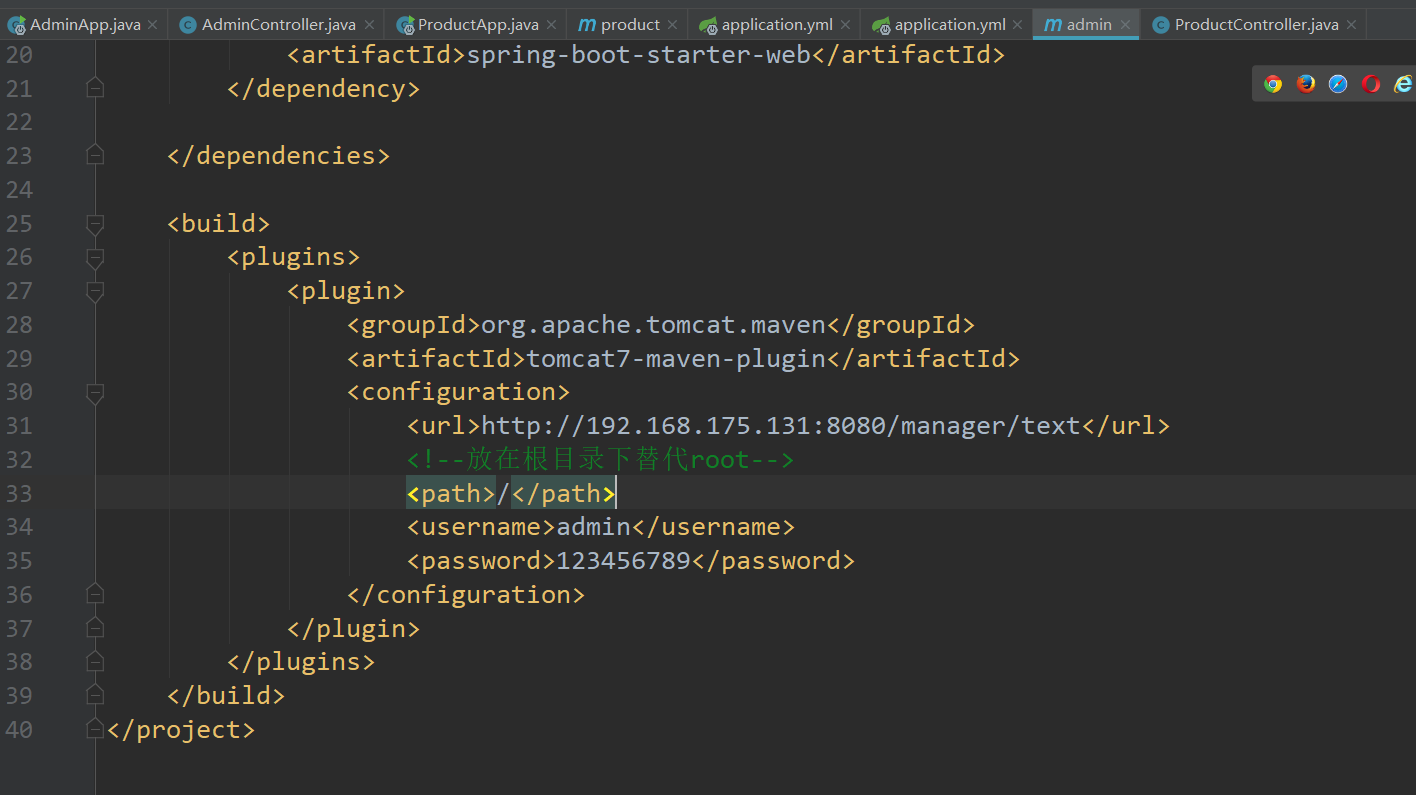 AdminApp.java AdminController.java ProductApp.java product application.yml application.yml admin ProductController.java
20 <artifactId>spring-boot-starter-web</artifactId>
21 </dependency>
22
23 </dependencies>
24
25 <build>
26 <plugins>
27 <plugin>
28 <groupId>org.apache.tomcat.maven</groupId>
29 <artifactId>tomcat7-maven-plugin</artifactId>
30 <configuration>
31 <url>http://192.168.175.131:8080/manager/text</url>
32 <!--放在根目录下替代root-->
33 <path>/</path>
34 <username>admin</username>
35 <password>123456789</password>
36 </configuration>
37 </plugin>
38 </plugins>
39 </build>
40 </project>